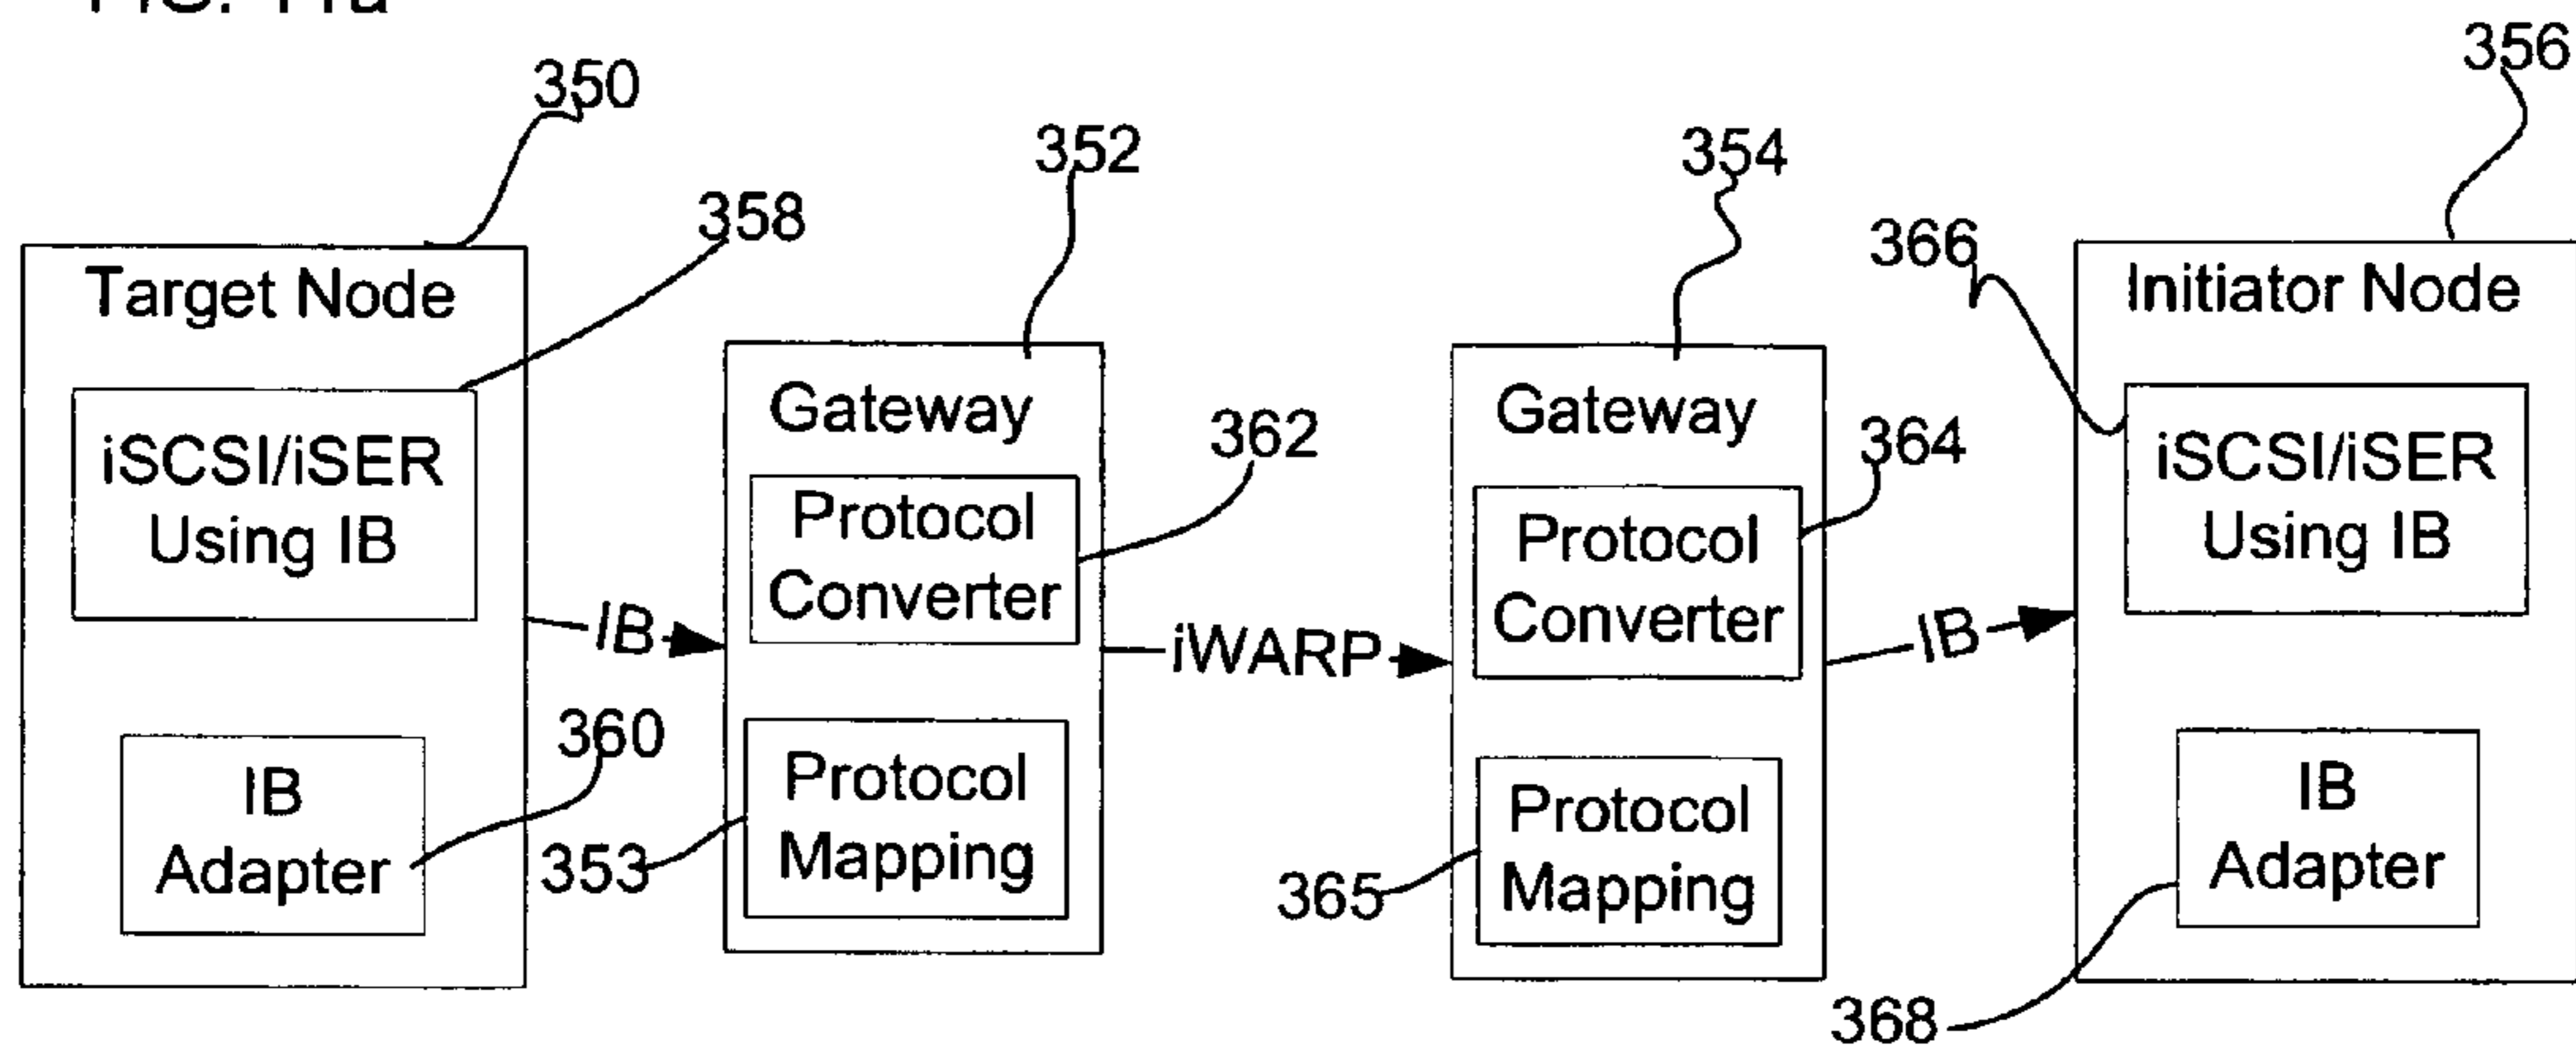 350
352
354
356
358
366
Target Node
Initiator Node
Gateway
Gateway
362
364
iSCSI/iSER
Using IB
Protocol
Converter
Protocol
Converter
iSCSI/iSER
Using IB
IB
iWARP
IB
360
IB
Adapter
353
Protocol
Mapping
365
Protocol
Mapping
IB
Adapter
368